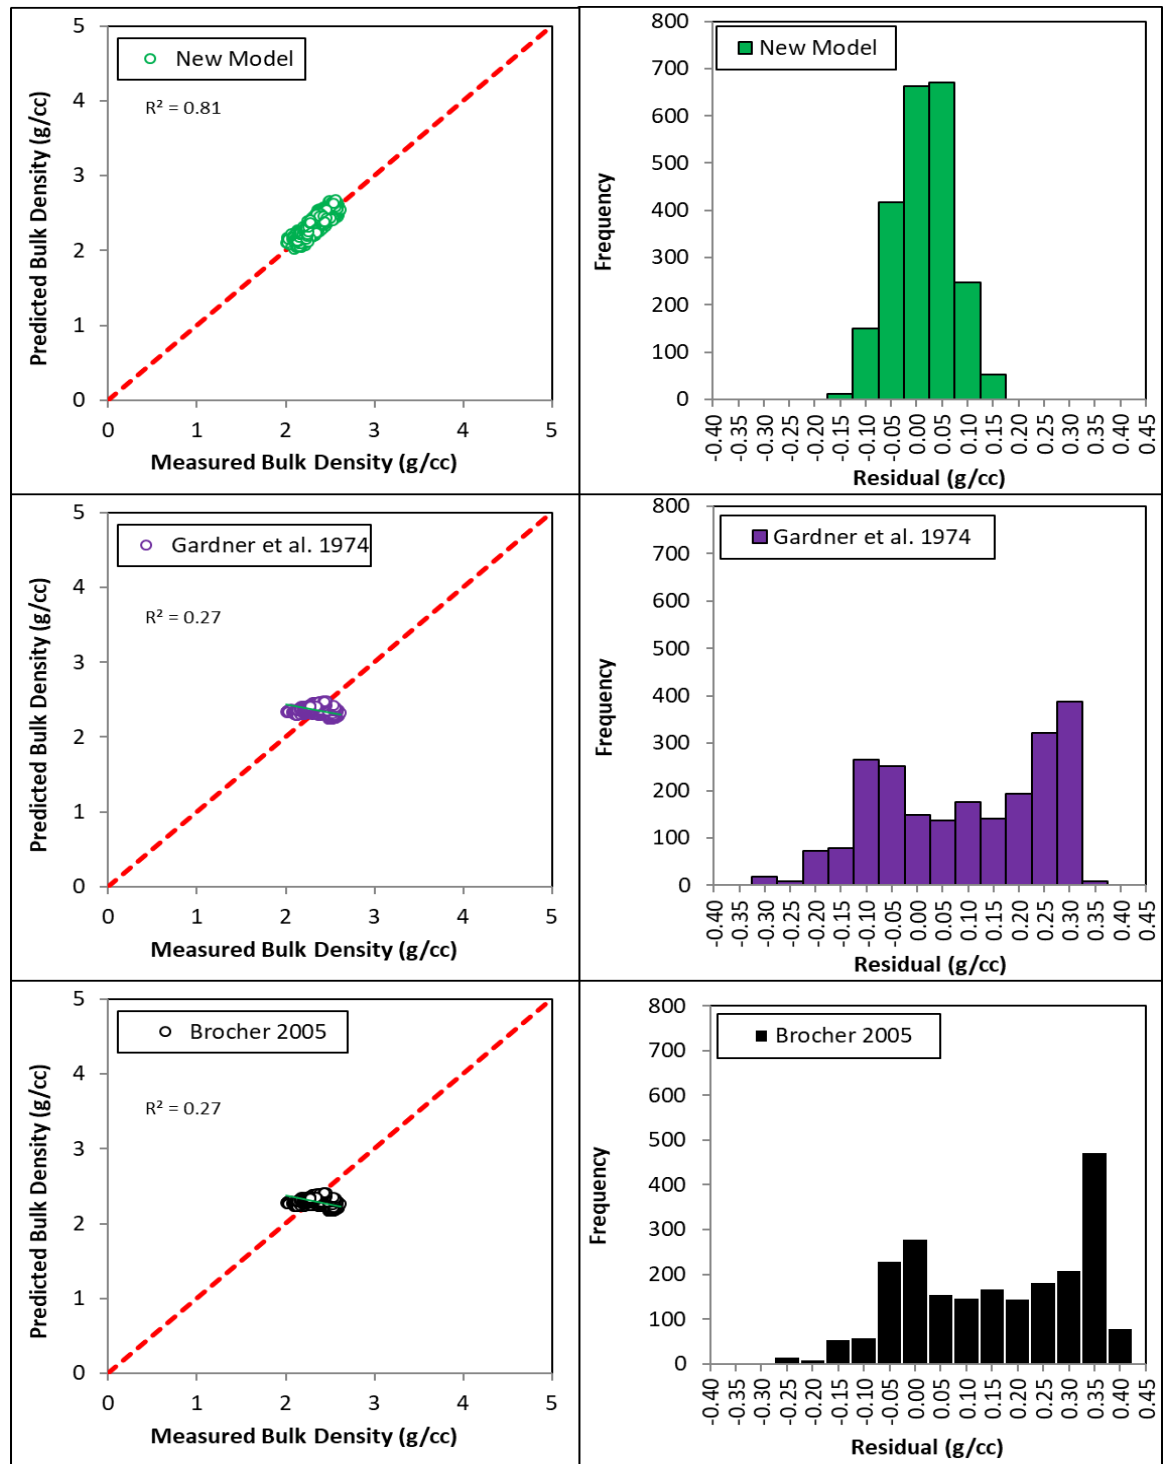 New Model
R² = 0.81
Predicted Bulk Density (g/cc)
5
4
3
2
1
0
0 1 2 3 4 5
Measured Bulk Density (g/cc)
New Model
Frequency
800
700
600
500
400
300
200
100
0
-0.40 -0.35 -0.30 -0.25 -0.20 -0.15 -0.10 -0.05 0.00 0.05 0.10 0.15 0.20 0.25 0.30 0.35 0.40 0.45
Residual (g/cc)
Gardner et al. 1974
R² = 0.27
Predicted Bulk Density (g/cc)
5
4
3
2
1
0
0 1 2 3 4 5
Measured Bulk Density (g/cc)
Gardner et al. 1974
Frequency
800
700
600
500
400
300
200
100
0
-0.40 -0.35 -0.30 -0.25 -0.20 -0.15 -0.10 -0.05 0.00 0.05 0.10 0.15 0.20 0.25 0.30 0.35 0.40 0.45
Residual (g/cc)
Brocher 2005
R² = 0.27
Predicted Bulk Density (g/cc)
5
4
3
2
1
0
0 1 2 3 4 5
Measured Bulk Density (g/cc)
Brocher 2005
Frequency
800
700
600
500
400
300
200
100
0
-0.40 -0.35 -0.30 -0.25 -0.20 -0.15 -0.10 -0.05 0.00 0.05 0.10 0.15 0.20 0.25 0.30 0.35 0.40 0.45
Residual (g/cc)